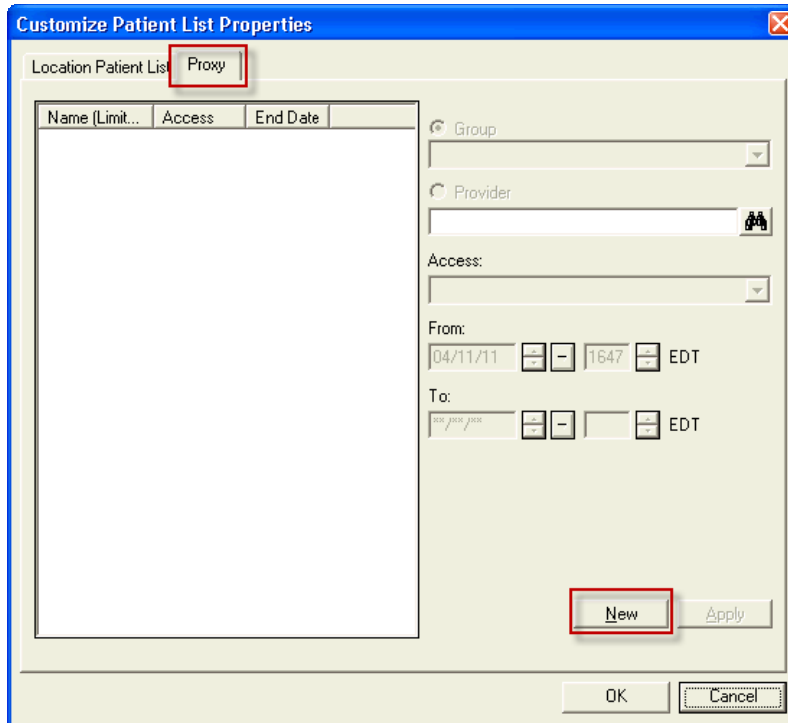 Customize Patient List Properties
Location Patient List Proxy
Name (Limit... Access End Date
Group
Provider
Access:
From:
04/11/11 1647 EDT
To:
**/**/** EDT
New Apply
OK Cancel